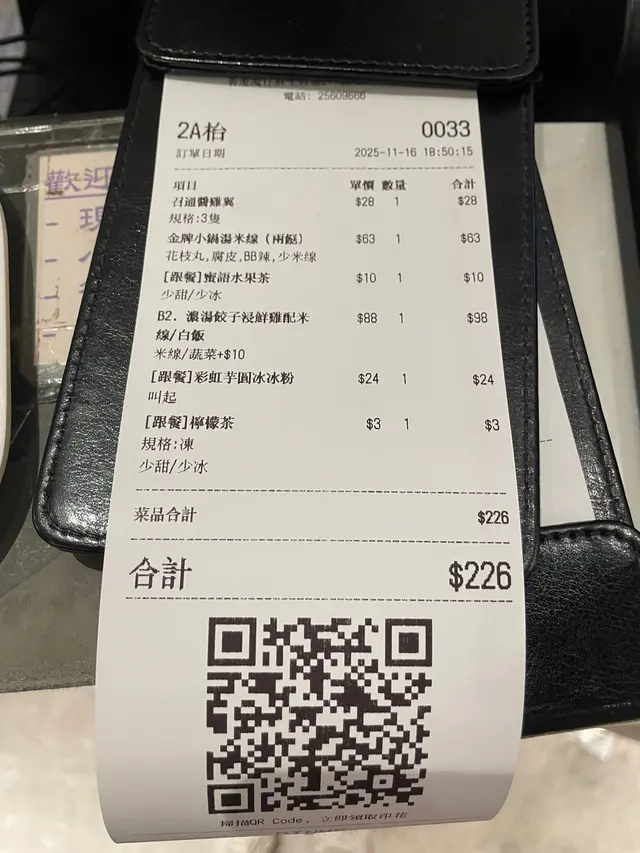 電話: 25609666
2A枱 0033
訂單日期 2025-11-16 18:50:15
項目 單價 數量 合計
召通醬雞翼 $28 1 $28
規格:3隻
金牌小鍋湯米線（兩餸） $63 1 $63
花枝丸,腐皮,BB辣,少米線
[跟餐]蜜語水果茶 $10 1 $10
少甜/少冰
B2. 濃湯餃子浸鮮雞配米 $88 1 $98
線/白飯
米線/蔬菜+$10
[跟餐]彩虹芋圓冰冰粉 $24 1 $24
叫起
[跟餐]檸檬茶 $3 1 $3
規格:凍
少甜/少冰
菜品合計 $226
合計 $226
掃描QR Code, 立即領取印花
歡迎
現